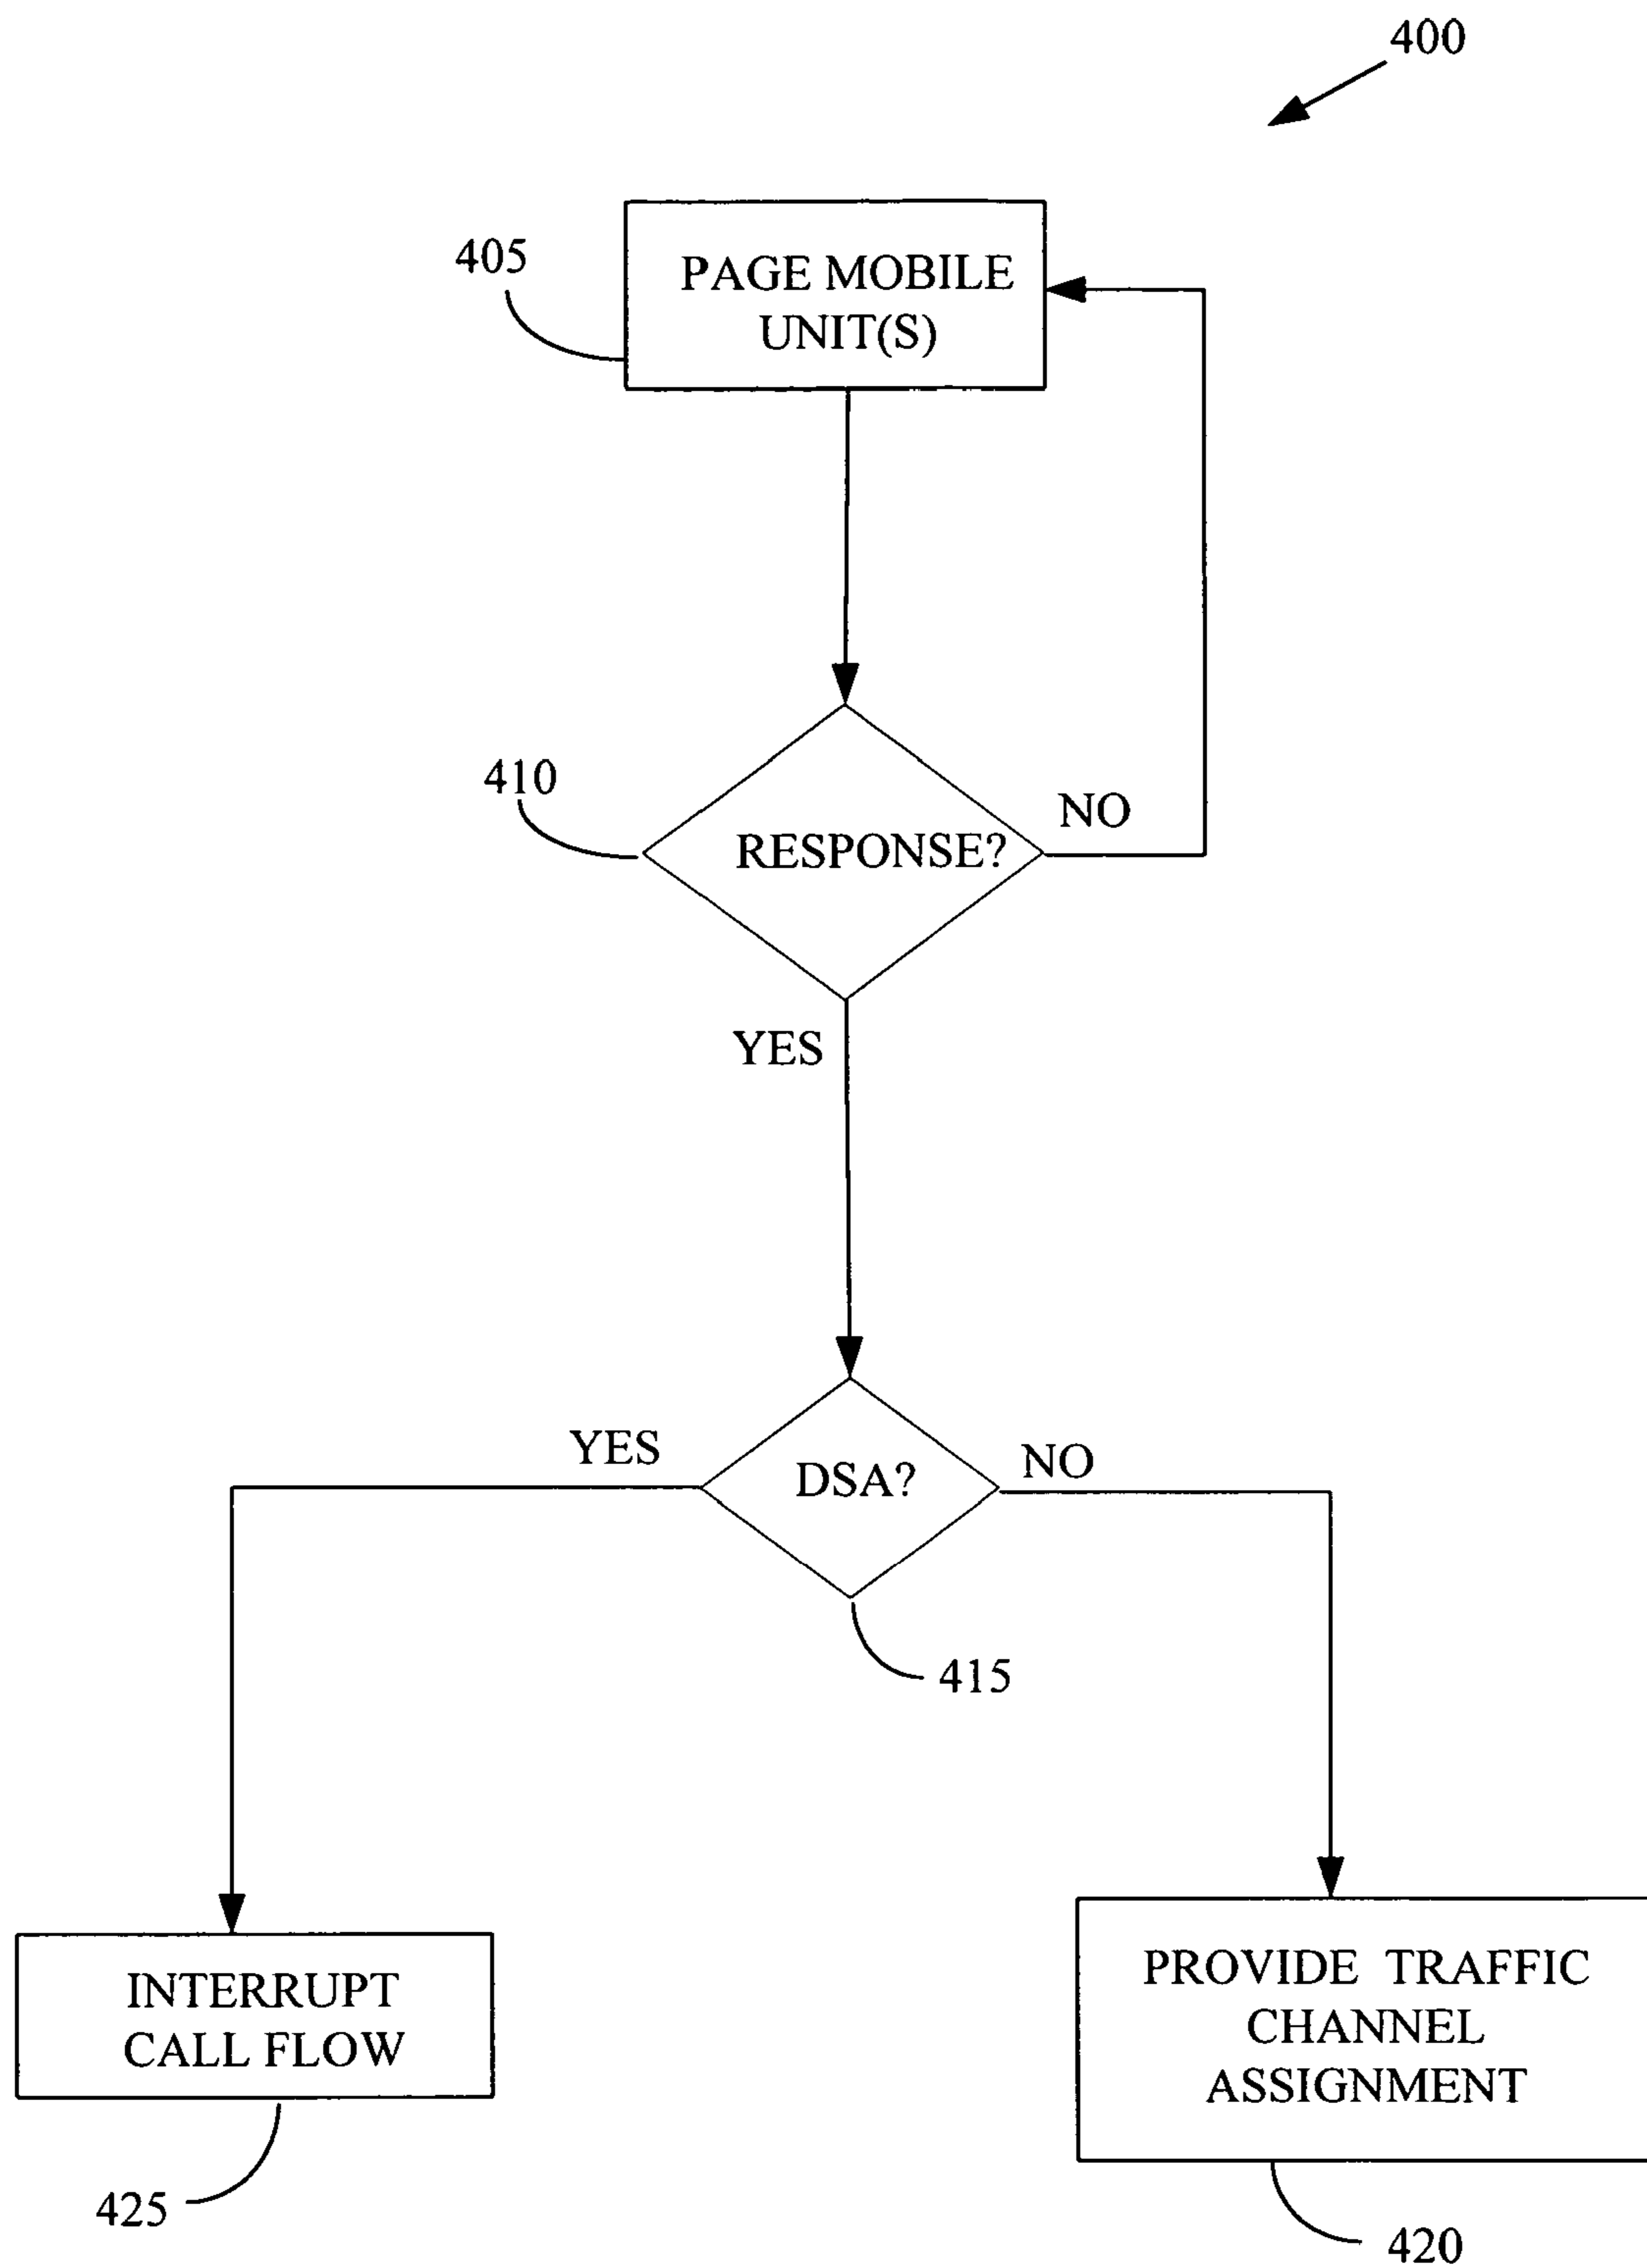 400
405
PAGE MOBILE
UNIT(S)
410
RESPONSE?
NO
YES
YES
DSA?
NO
415
INTERRUPT
CALL FLOW
PROVIDE TRAFFIC
CHANNEL
ASSIGNMENT
425
420